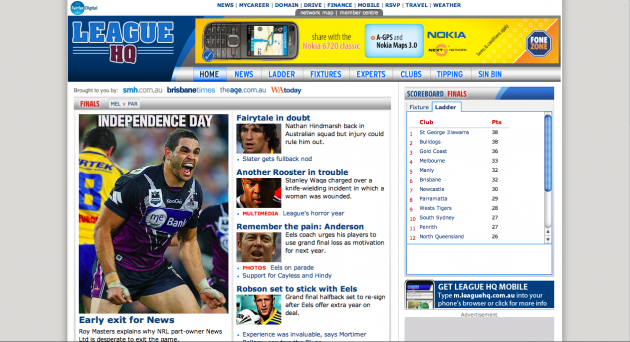 Fairfax Digital
NEWS | MYCAREER | DOMAIN | DRIVE | FINANCE | MOBILE | RSVP | TRAVEL | WEATHER
network map | member centre
LEAGUE
HQ
share with the
Nokia 6720 classic
A-GPS and
Nokia Maps 3.0
NOKIA
Terms & conditions apply
FONE
ZONE
HOME NEWS LADDER FIXTURES EXPERTS CLUBS TIPPING SIN BIN
Brought to you by: smh.com.au brisbanetimes theage.com.au WAtoday
FINALS MEL v PAR
INDEPENDENCE DAY
Early exit for News
Roy Masters explains why NRL part-owner News
Ltd is desperate to exit the game.
Fairytale in doubt
Nathan Hindmarsh back in
Australian squad but injury could
rule him out.
Slater gets fullback nod
Another Rooster in trouble
Stanley Waqa charged over a
knife-wielding incident in which a
woman was wounded.
MULTIMEDIA League's horror year
Remember the pain: Anderson
Eels coach urges his players to
use grand final loss as motivation
for next year.
PHOTOS Eels on parade
Support for Cayless and Hindy
Robson set to stick with Eels
Grand final halfback set to re-sign
after Eels offer extra year on
deal.
Experience was invaluable, says Mortimer
SCOREBOARD FINALS
Fixture Ladder
Club Pts
1 St George Illawarra 38
2 Bulldogs 38
3 Gold Coast 36
4 Melbourne 33
5 Manly 32
6 Brisbane 32
7 Newcastle 30
8 Parramatta 29
9 Wests Tigers 28
10 South Sydney 27
11 Penrith 27
12 North Queensland 26
GET LEAGUE HQ MOBILE
Type m.leaguehq.com.au into your
phone's browser or click for more info
Advertisement